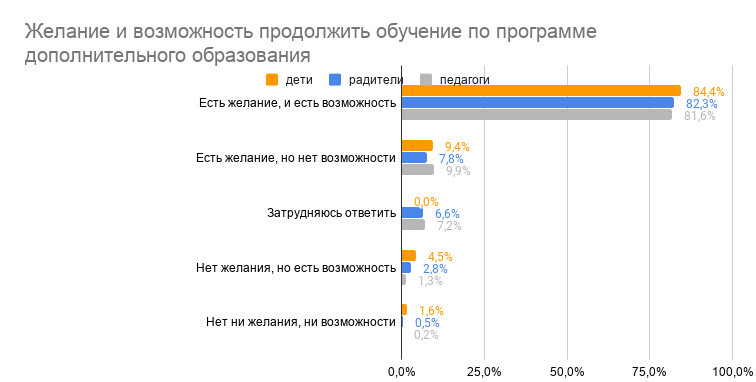 Желание и возможность продолжить обучение по программе
дополнительного образования
дети радители педагоги
Есть желание, и есть возможность
84,4%
82,3%
81,6%
Есть желание, но нет возможности
9,4%
7,8%
9,9%
Затрудняюсь ответить
0,0%
6,6%
7,2%
Нет желания, но есть возможность
4,5%
2,8%
1,3%
Нет ни желания, ни возможности
1,6%
0,5%
0,2%
0,0% 25,0% 50,0% 75,0% 100,0%